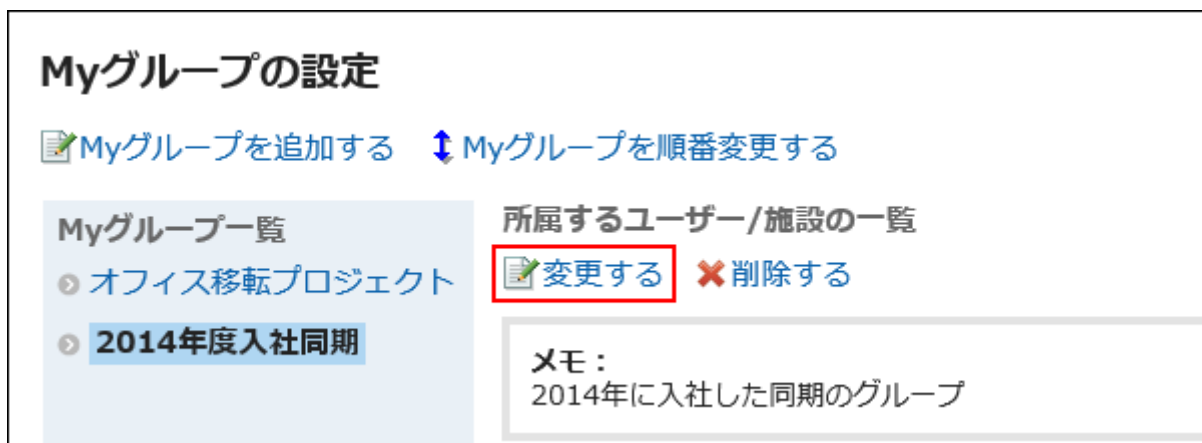 Myグループの設定
Myグループを追加する Myグループを順番変更する
Myグループ一覧
オフィス移転プロジェクト
2014年度入社同期
所属するユーザー/施設の一覧
変更する 削除する
メモ：
2014年に入社した同期のグループ